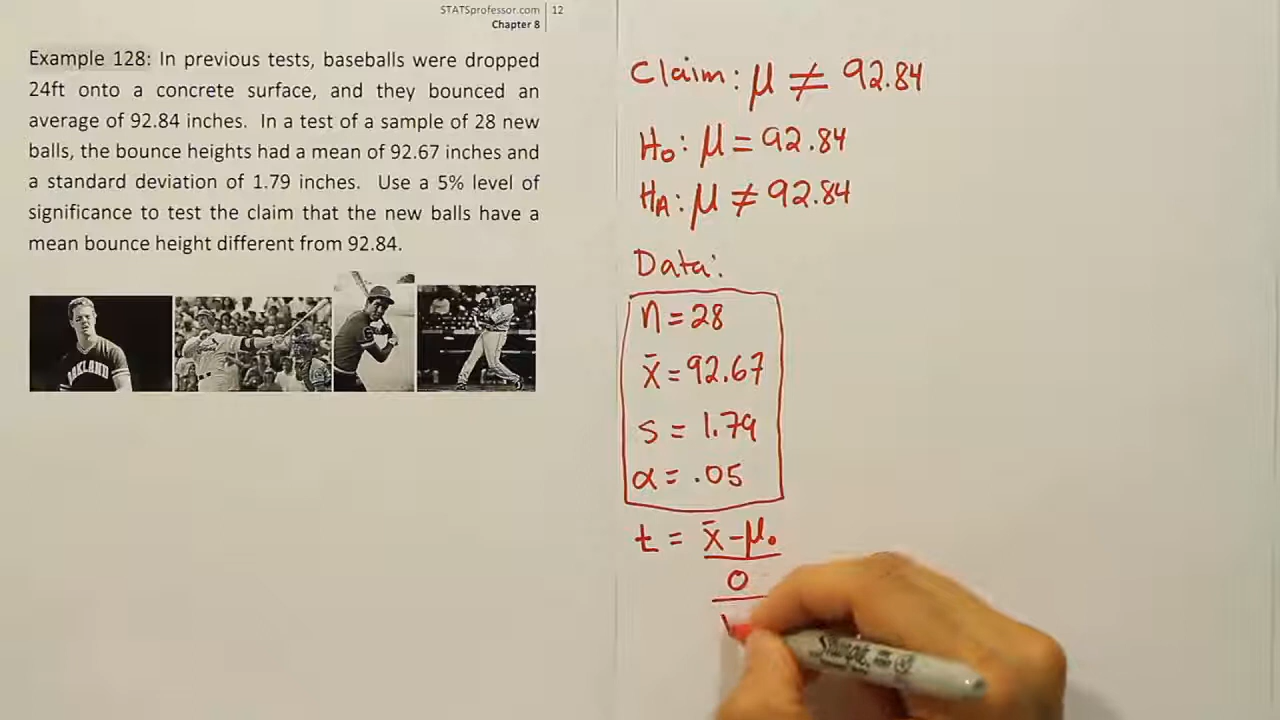 STATSprofessor.com 12
Chapter 8
Example 128: In previous tests, baseballs were dropped
24ft onto a concrete surface, and they bounced an
average of 92.84 inches. In a test of a sample of 28 new
balls, the bounce heights had a mean of 92.67 inches and
a standard deviation of 1.79 inches. Use a 5% level of
significance to test the claim that the new balls have a
mean bounce height different from 92.84.
OAKLAND
Claim: μ ≠ 92.84
H₀: μ = 92.84
Hᴀ: μ ≠ 92.84
Data:
n = 28
x̄ = 92.67
s = 1.79
α = .05
t = x̄ - μ₀
0
Sharpie